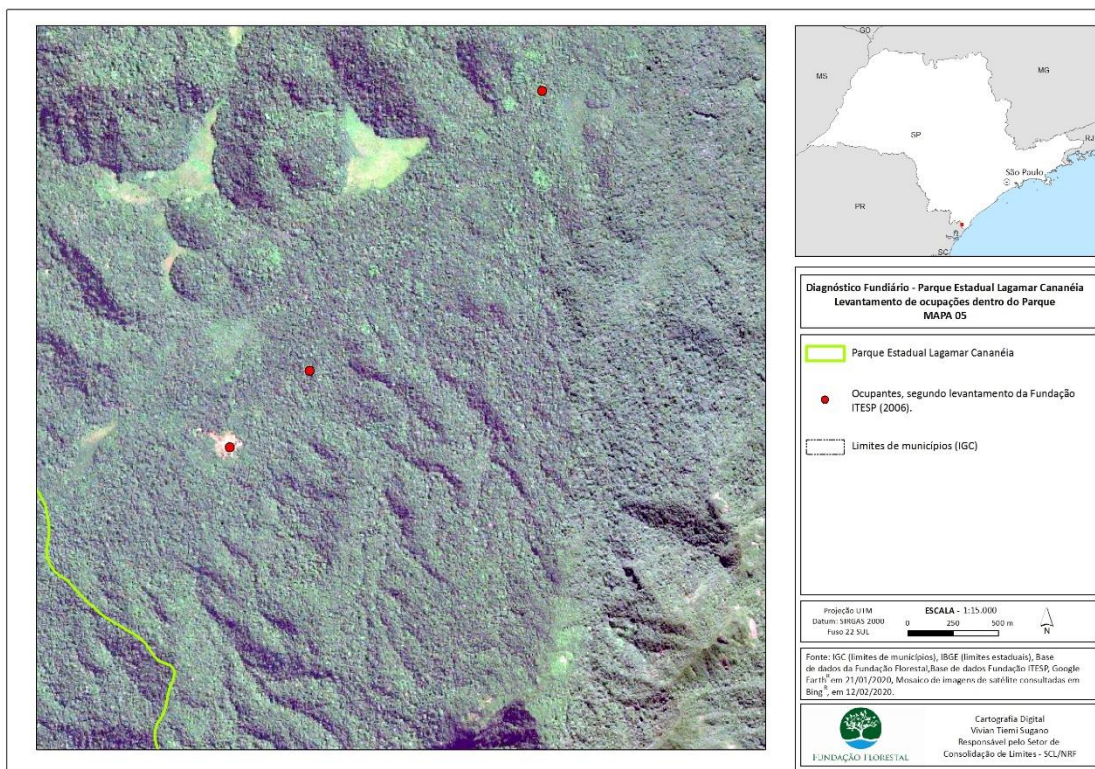 GO
MS
MG
SP
RJ
São Paulo
PR
SC
Diagnóstico Fundiário - Parque Estadual Lagamar Cananéia
Levantamento de ocupações dentro do Parque
MAPA 05
Parque Estadual Lagamar Cananéia
Ocupantes, segundo levantamento da Fundação
ITESP (2006).
Limites de municípios (IGC)
Projeção UTM
Datum: SIRGAS 2000
Fuso 22 SUL
ESCALA - 1:15.000
0 250 500 m
N
Fonte: IGC (limites de municípios), IBGE (limites estaduais), Base
de dados da Fundação Florestal,Base de dados Fundação ITESP, Google
Earth® em 21/01/2020, Mosaico de imagens de satélite consultadas em
Bing®, em 12/02/2020.
FUNDAÇÃO FLORESTAL
Cartografia Digital
Vivian Tiemi Sugano
Responsável pelo Setor de
Consolidação de Limites - SCL/NRF